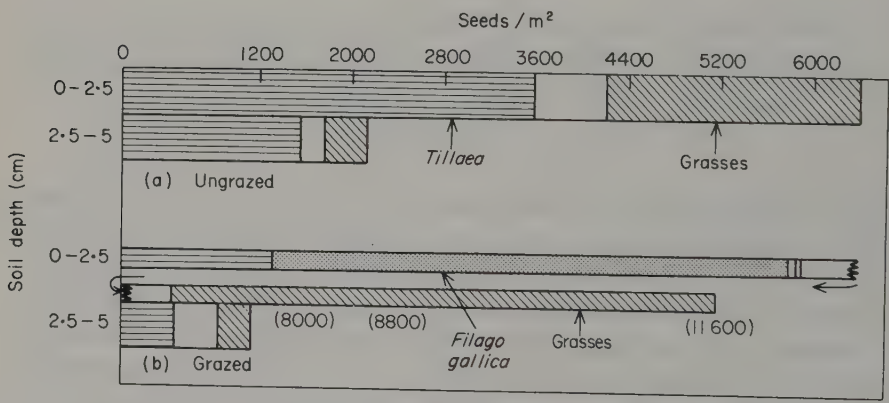 Seeds / m²
0 1200 2000 2800 3600 4400 5200 6000
0-2·5
2·5-5
Tillaea
Grasses
(a) Ungrazed
Soil depth (cm)
0-2·5
2·5-5
(8000) (8800) (11 600)
Filago
gallica
Grasses
(b) Grazed